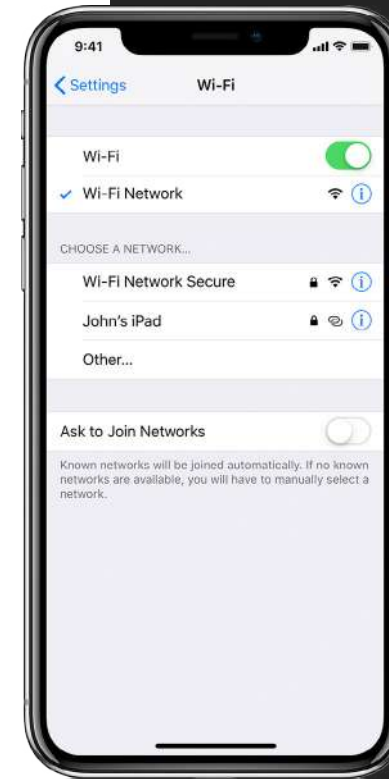 9:41
Settings
Wi-Fi
Wi-Fi
Wi-Fi Network
CHOOSE A NETWORK...
Wi-Fi Network Secure
John's iPad
Other...
Ask to Join Networks
Known networks will be joined automatically. If no known
networks are available, you will have to manually select a
network.